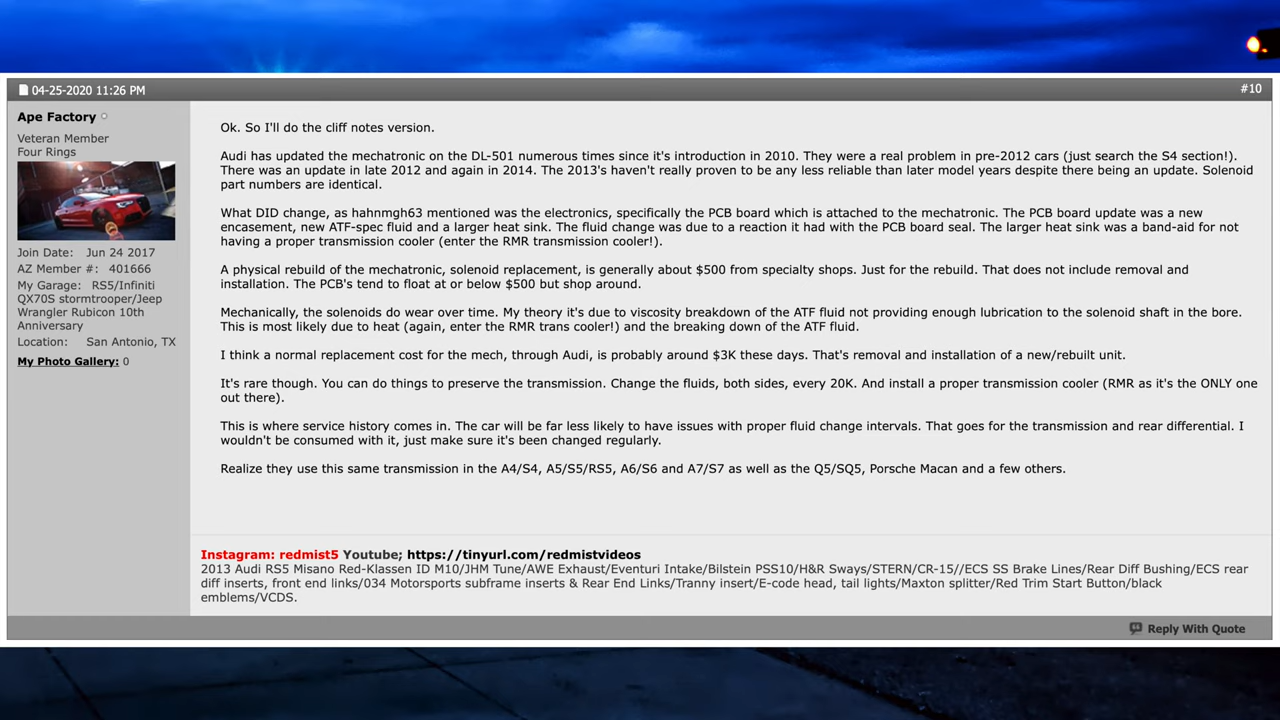 04-25-2020 11:26 PM
#10
Ape Factory
Veteran Member
Four Rings
Join Date: Jun 24 2017
AZ Member #: 401666
My Garage: RS5/Infiniti
QX70S stormtrooper/Jeep
Wrangler Rubicon 10th
Anniversary
Location: San Antonio, TX
My Photo Gallery: 0
Ok. So I'll do the cliff notes version.
Audi has updated the mechatronic on the DL-501 numerous times since it's introduction in 2010. They were a real problem in pre-2012 cars (just search the S4 section!).
There was an update in late 2012 and again in 2014. The 2013's haven't really proven to be any less reliable than later model years despite there being an update. Solenoid
part numbers are identical.
What DID change, as hahnmgh63 mentioned was the electronics, specifically the PCB board which is attached to the mechatronic. The PCB board update was a new
encasement, new ATF-spec fluid and a larger heat sink. The fluid change was due to a reaction it had with the PCB board seal. The larger heat sink was a band-aid for not
having a proper transmission cooler (enter the RMR transmission cooler!).
A physical rebuild of the mechatronic, solenoid replacement, is generally about $500 from specialty shops. Just for the rebuild. That does not include removal and
installation. The PCB's tend to float at or below $500 but shop around.
Mechanically, the solenoids do wear over time. My theory it's due to viscosity breakdown of the ATF fluid not providing enough lubrication to the solenoid shaft in the bore.
This is most likely due to heat (again, enter the RMR trans cooler!) and the breaking down of the ATF fluid.
I think a normal replacement cost for the mech, through Audi, is probably around $3K these days. That's removal and installation of a new/rebuilt unit.
It's rare though. You can do things to preserve the transmission. Change the fluids, both sides, every 20K. And install a proper transmission cooler (RMR as it's the ONLY one
out there).
This is where service history comes in. The car will be far less likely to have issues with proper fluid change intervals. That goes for the transmission and rear differential. I
wouldn't be consumed with it, just make sure it's been changed regularly.
Realize they use this same transmission in the A4/S4, A5/S5/RS5, A6/S6 and A7/S7 as well as the Q5/SQ5, Porsche Macan and a few others.
Instagram: redmist5 Youtube; https://tinyurl.com/redmistvideos
2013 Audi RS5 Misano Red-Klassen ID M10/JHM Tune/AWE Exhaust/Eventuri Intake/Bilstein PSS10/H&R Sways/STERN/CR-15//ECS SS Brake Lines/Rear Diff Bushing/ECS rear
diff inserts, front end links/034 Motorsports subframe inserts & Rear End Links/Tranny insert/E-code head, tail lights/Maxton splitter/Red Trim Start Button/black
emblems/VCDS.
Reply With Quote